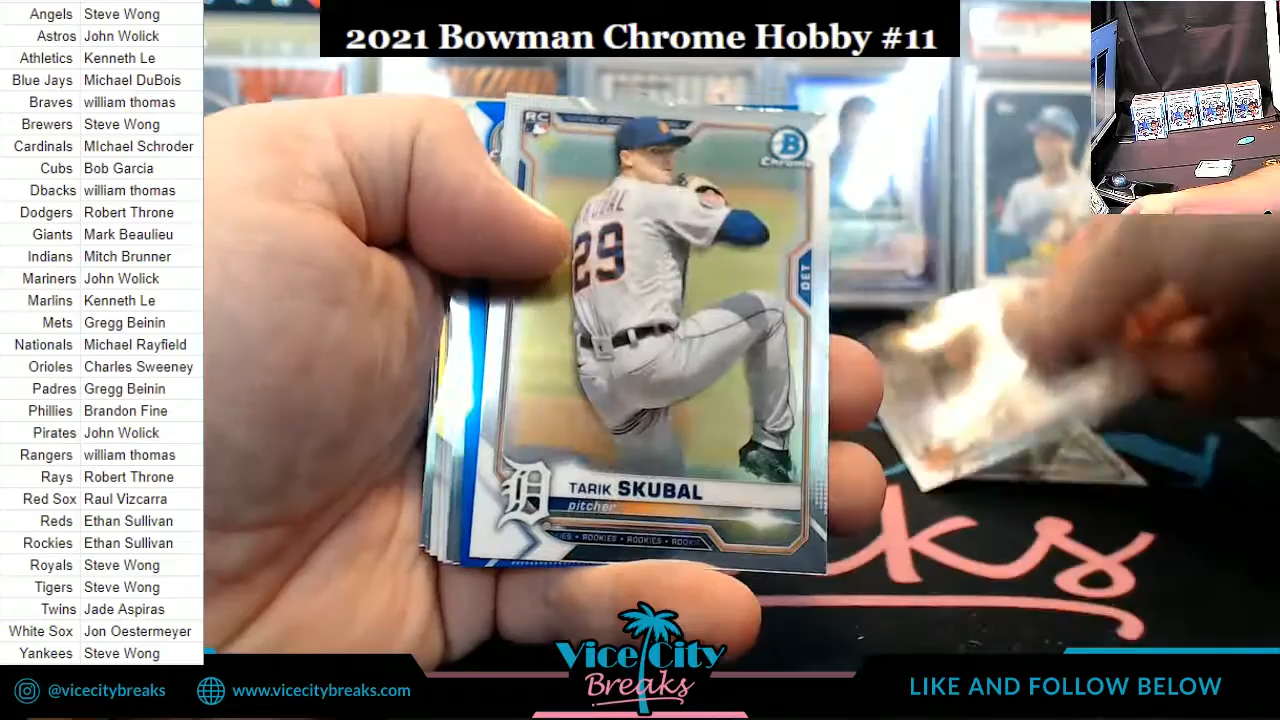 2021 Bowman Chrome Hobby #11
Angels Steve Wong
Astros John Wolick
Athletics Kenneth Le
Blue Jays Michael DuBois
Braves william thomas
Brewers Steve Wong
Cardinals MIchael Schroder
Cubs Bob Garcia
Dbacks william thomas
Dodgers Robert Throne
Giants Mark Beaulieu
Indians Mitch Brunner
Mariners John Wolick
Marlins Kenneth Le
Mets Gregg Beinin
Nationals Michael Rayfield
Orioles Charles Sweeney
Padres Gregg Beinin
Phillies Brandon Fine
Pirates John Wolick
Rangers william thomas
Rays Robert Throne
Red Sox Raul Vizcarra
Reds Ethan Sullivan
Rockies Ethan Sullivan
Royals Steve Wong
Tigers Steve Wong
Twins Jade Aspiras
White Sox Jon Oestermeyer
Yankees Steve Wong
RC
B
Chrome
29
DET
TARIK SKUBAL
pitcher
ROOKIES • ROOKIES
@vicecitybreaks
www.vicecitybreaks.com
Vice City
Breaks
LIKE AND FOLLOW BELOW